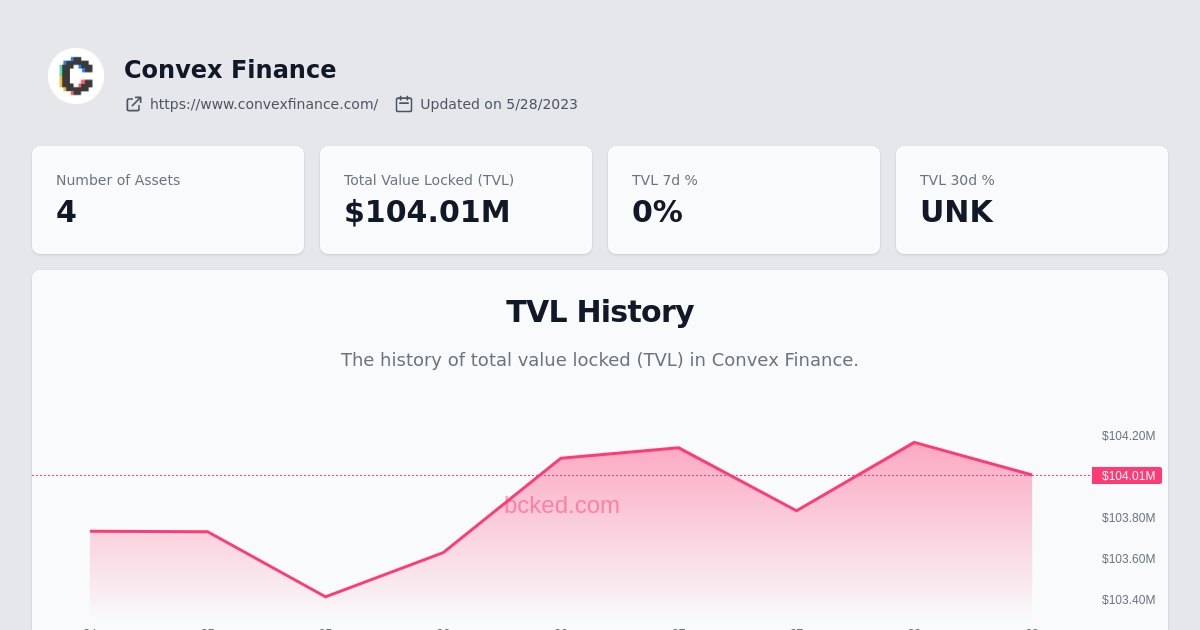 Convex Finance
https://www.convexfinance.com/ Updated on 5/28/2023
Number of Assets
4
Total Value Locked (TVL)
$104.01M
TVL 7d %
0%
TVL 30d %
UNK
TVL History
The history of total value locked (TVL) in Convex Finance.
$104.20M
$104.01M
bcked.com
$103.80M
$103.60M
$103.40M